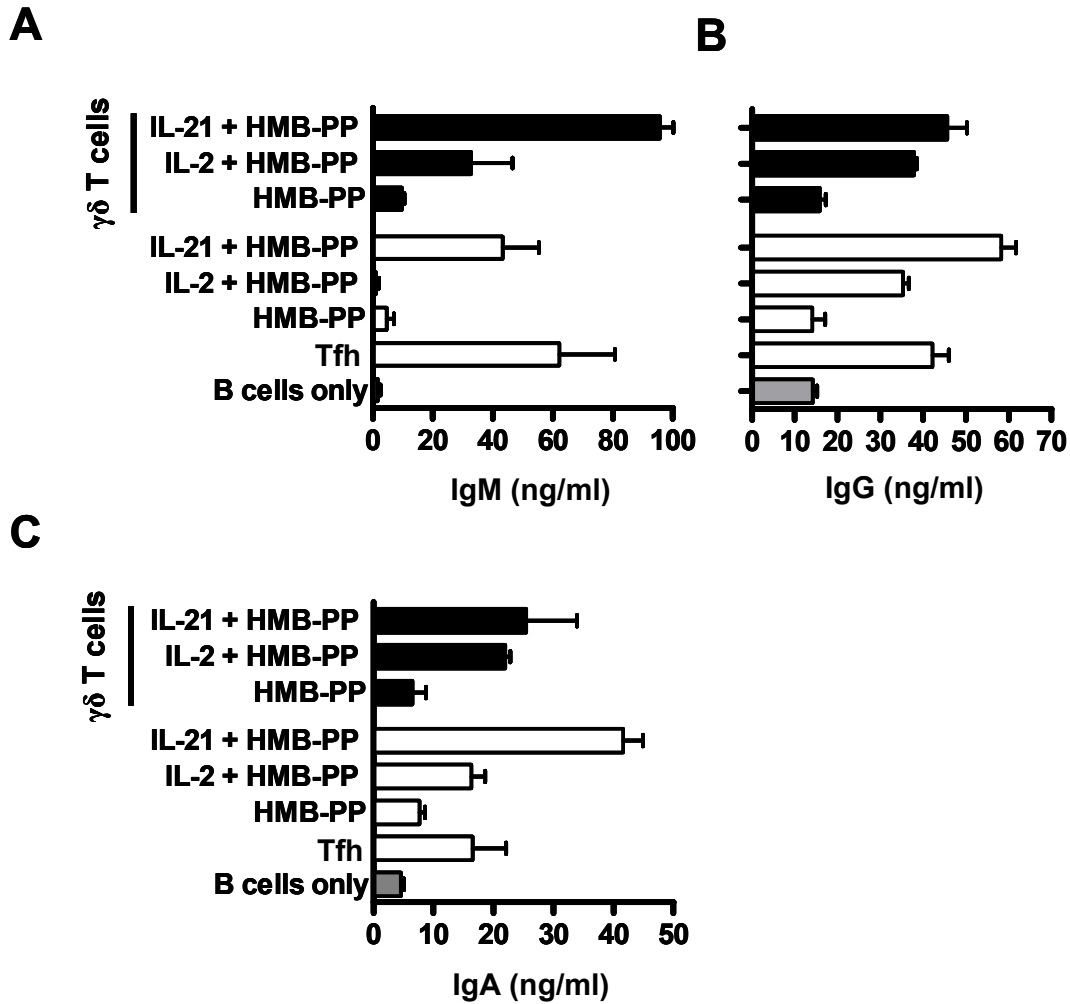 A
γδ T cells
IL-21 + HMB-PP
IL-2 + HMB-PP
HMB-PP
IL-21 + HMB-PP
IL-2 + HMB-PP
HMB-PP
Tfh
B cells only
0 20 40 60 80 100
IgM (ng/ml)
B
0 10 20 30 40 50 60 70
IgG (ng/ml)
C
γδ T cells
IL-21 + HMB-PP
IL-2 + HMB-PP
HMB-PP
IL-21 + HMB-PP
IL-2 + HMB-PP
HMB-PP
Tfh
B cells only
0 10 20 30 40 50
IgA (ng/ml)